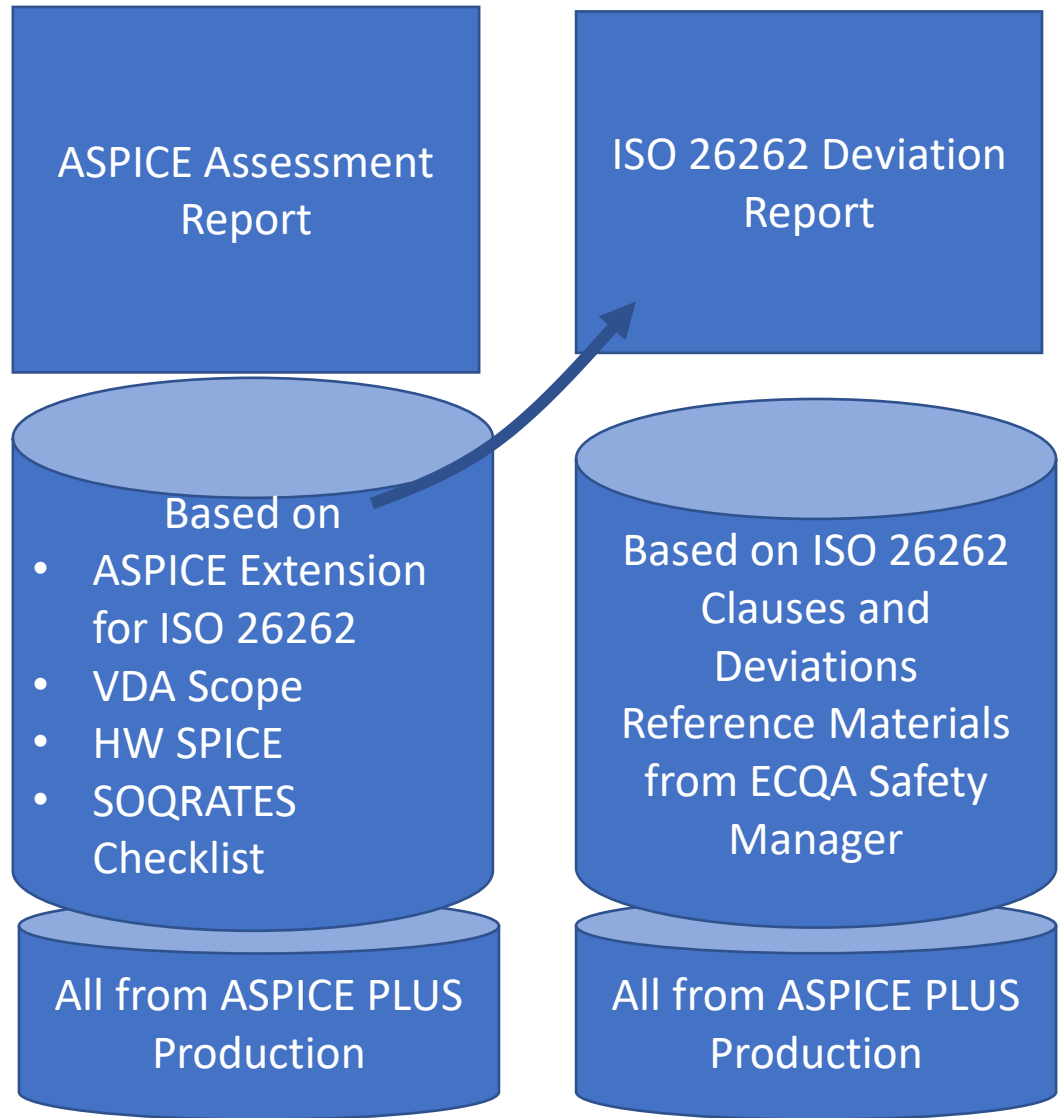 ASPICE Assessment
Report
ISO 26262 Deviation
Report
Based on
• ASPICE Extension
for ISO 26262
• VDA Scope
• HW SPICE
• SOQRATES
Checklist
Based on ISO 26262
Clauses and
Deviations
Reference Materials
from ECQA Safety
Manager
All from ASPICE PLUS
Production
All from ASPICE PLUS
Production